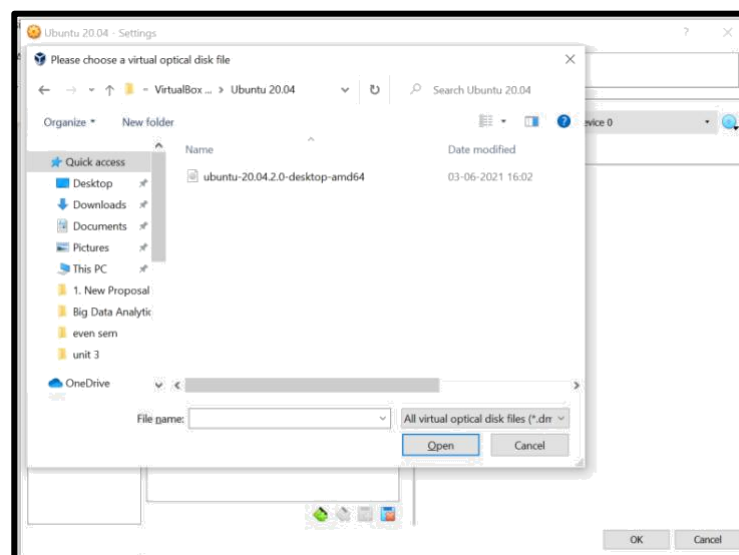 Ubuntu 20.04 - Settings
?
Please choose a virtual optical disk file
VirtualBox ... > Ubuntu 20.04
Search Ubuntu 20.04
Organize
New folder
?
evice 0
Name
Date modified
Quick access
ubuntu-20.04.2.0-desktop-amd64
03-06-2021 16:02
Desktop
Downloads
Documents
Pictures
This PC
1. New Proposal
Big Data Analytic
even sem
unit 3
OneDrive
File name:
All virtual optical disk files (*.dm
Open
Cancel
OK
Cancel